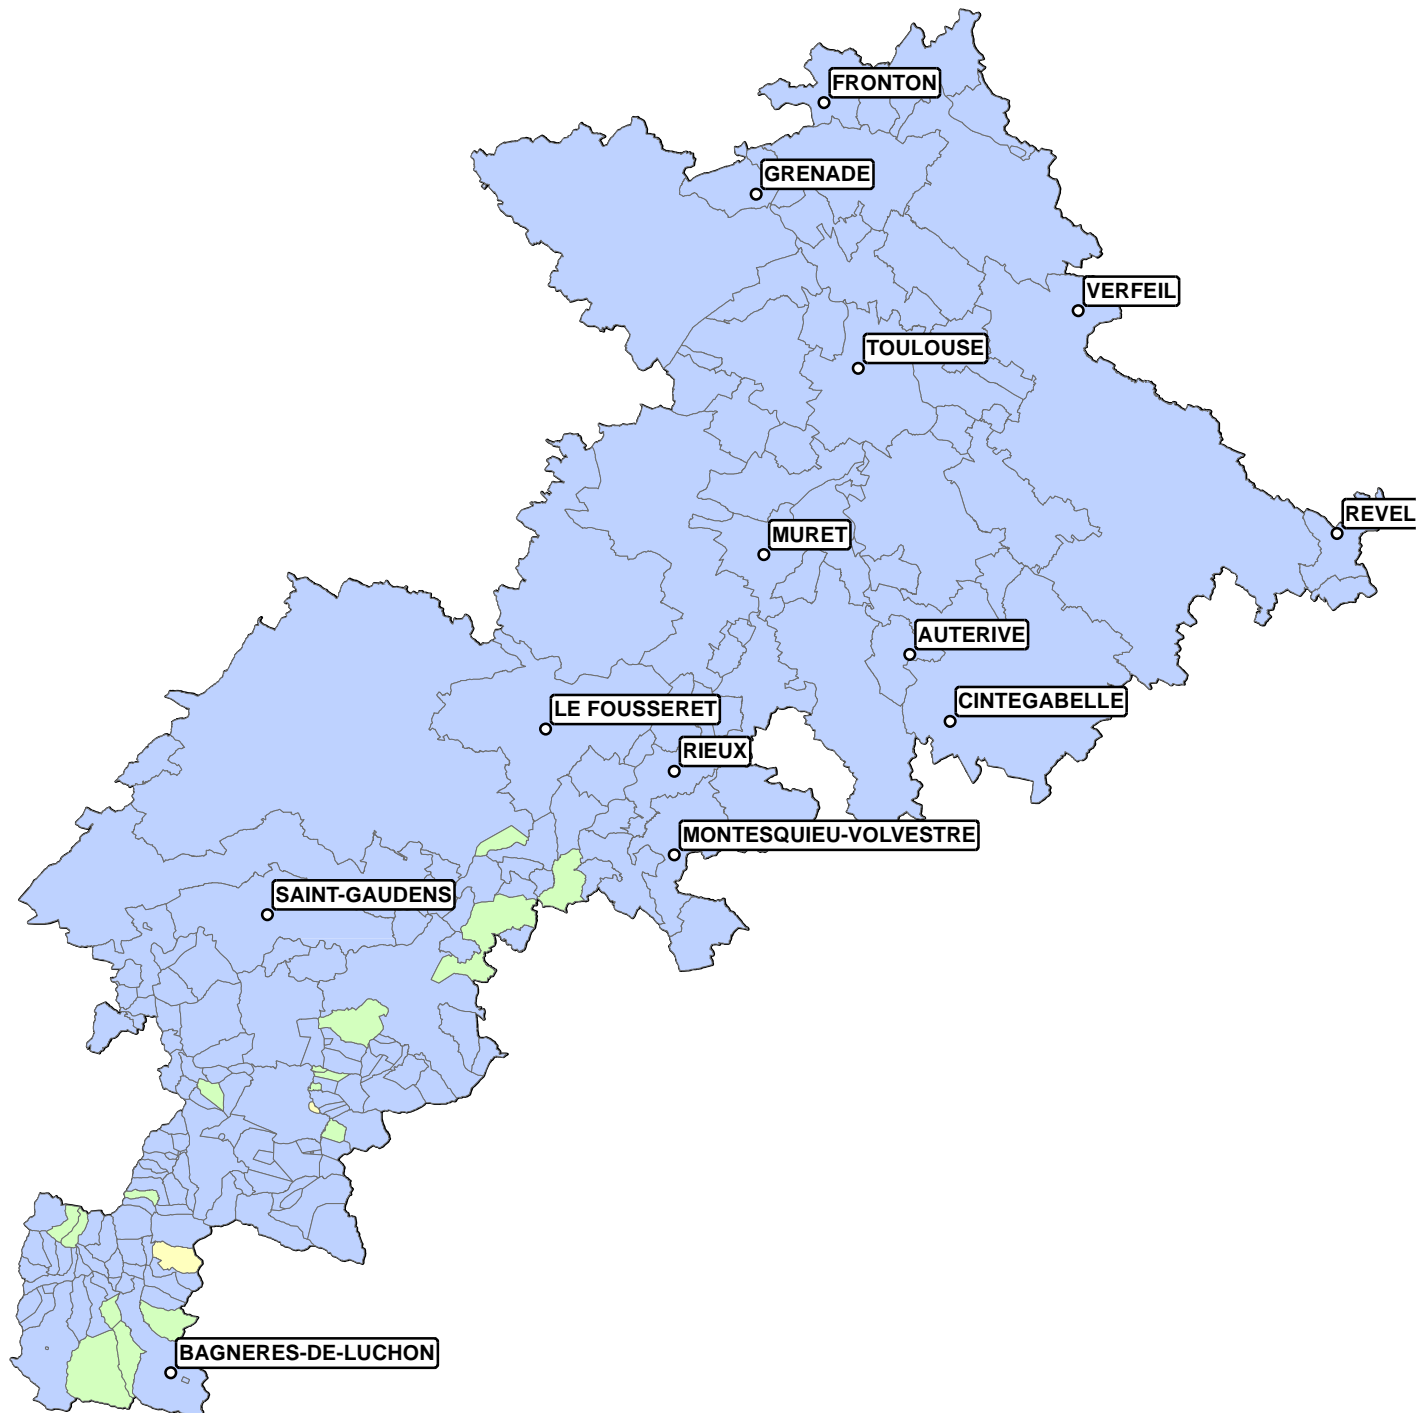 FRONTON
GRENADE
VERFEIL
TOULOUSE
REVEL
MURET
AUTERIVE
CINTEGABELLE
LE FOUSSERET
RIEUX
MONTESQUIEU-VOLVESTRE
SAINT-GAUDENS
BAGNERES-DE-LUCHON